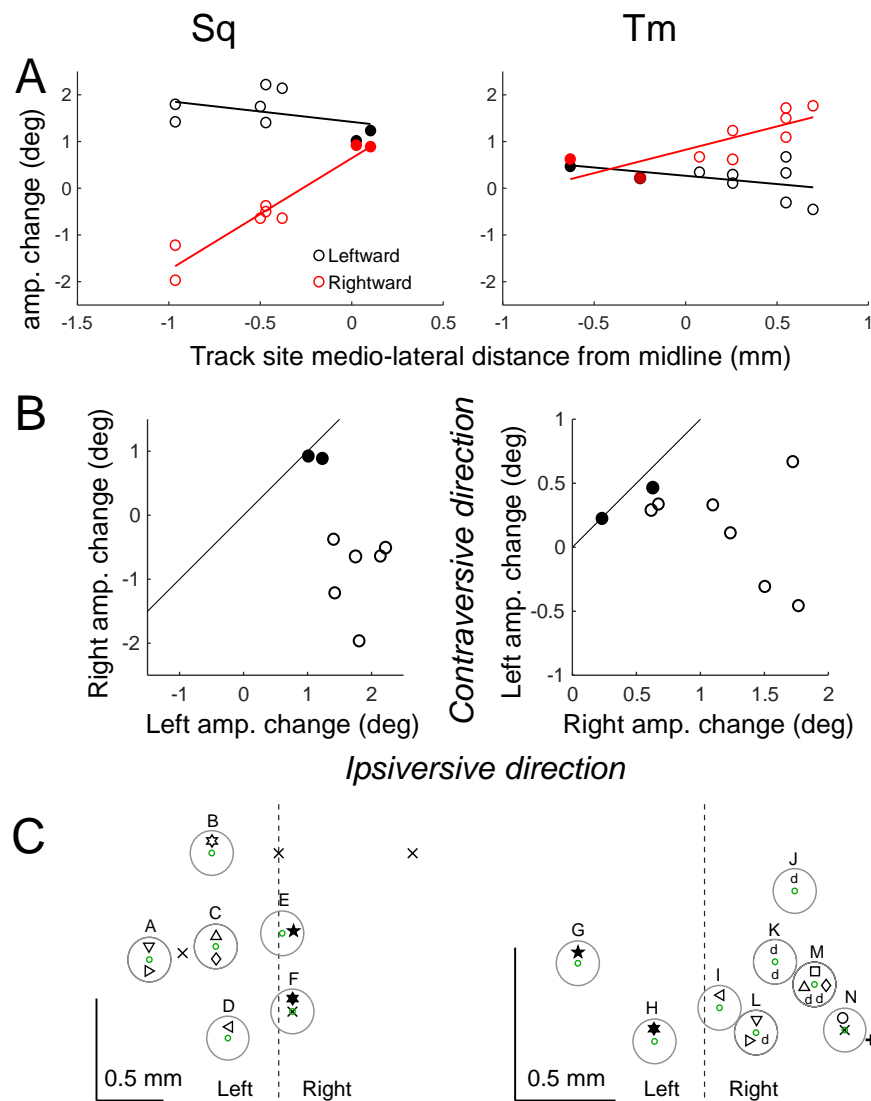 Sq Tm
A
amp. change (deg)
2
1
0
-1
-2
-1.5 -1 -0.5 0 0.5
Leftward
Rightward
2
1
0
-1
-2
-1 -0.5 0 0.5 1
Track site medio-lateral distance from midline (mm)
B
Right amp. change (deg)
1
0
-1
-2
-1 0 1 2
Left amp. change (deg)
Contraversive direction
Left amp. change (deg)
1
0.5
0
-0.5
-1
0 0.5 1 1.5 2
Right amp. change (deg)
Ipsiversive direction
C
B
A
C
E
D
F
0.5 mm
Left Right
J
d
G
K
d
d
M
d d
I
H
L
d
N
0.5 mm
Left Right